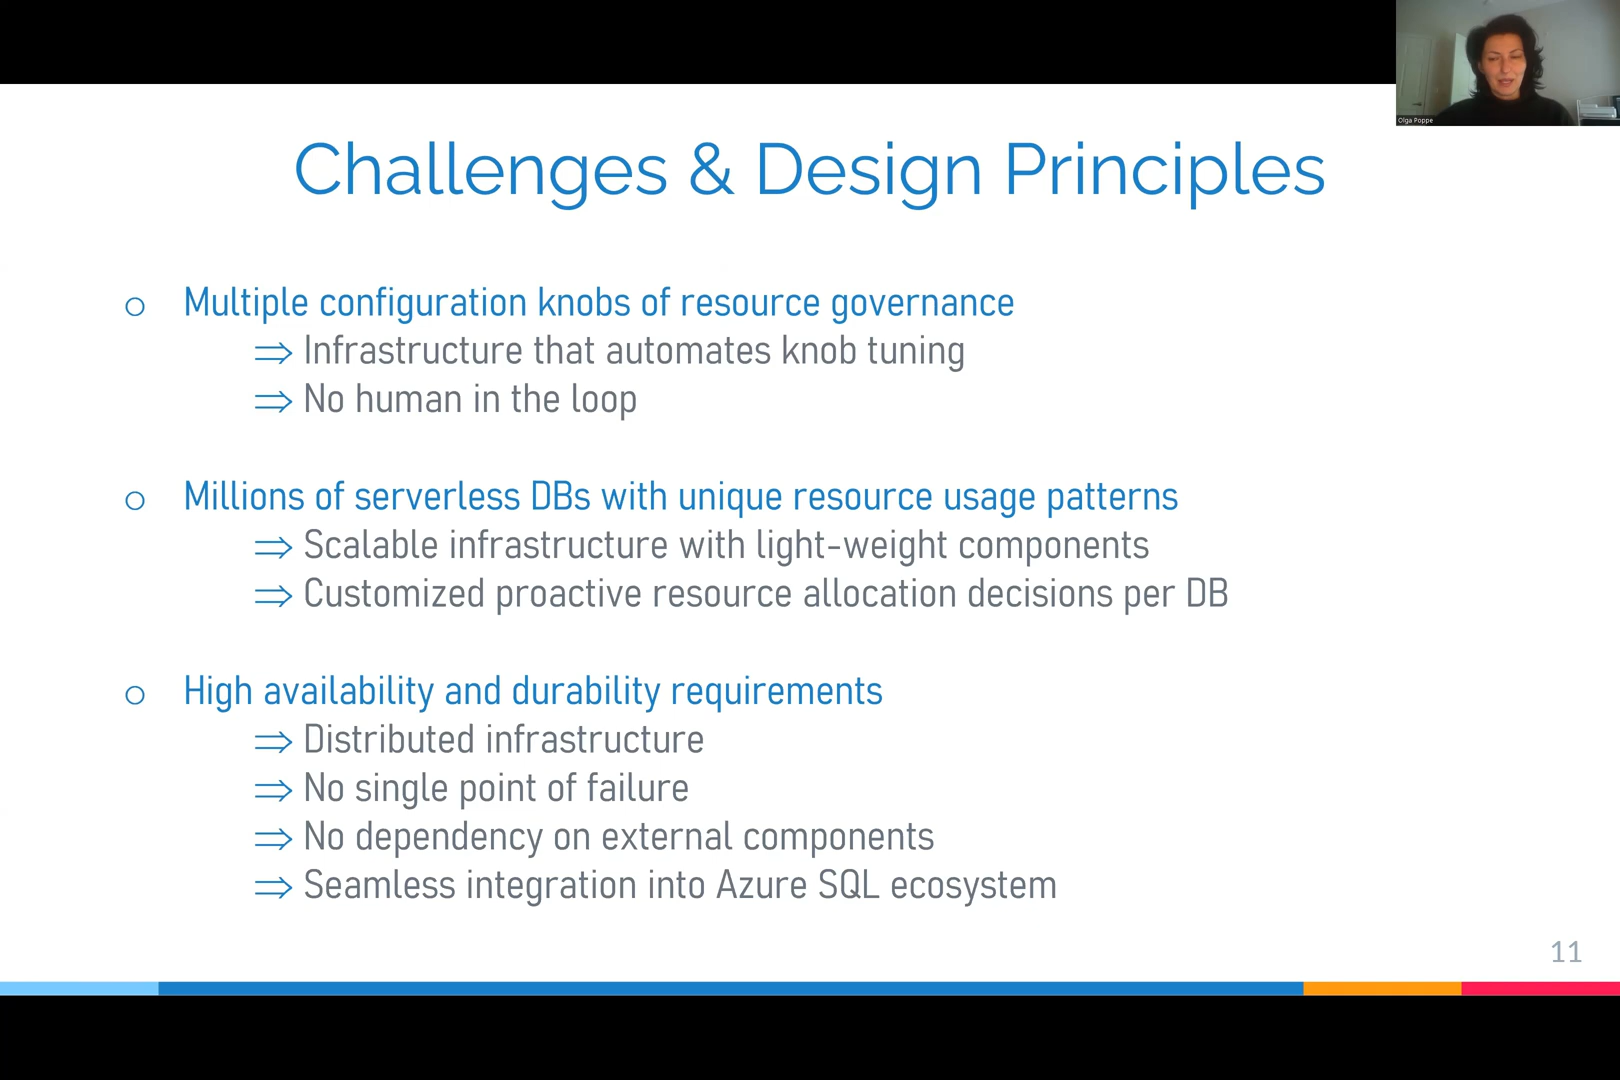 Olga Poppe
Challenges & Design Principles
o Multiple configuration knobs of resource governance
⇒ Infrastructure that automates knob tuning
⇒ No human in the loop
o Millions of serverless DBs with unique resource usage patterns
⇒ Scalable infrastructure with light-weight components
⇒ Customized proactive resource allocation decisions per DB
o High availability and durability requirements
⇒ Distributed infrastructure
⇒ No single point of failure
⇒ No dependency on external components
⇒ Seamless integration into Azure SQL ecosystem
11